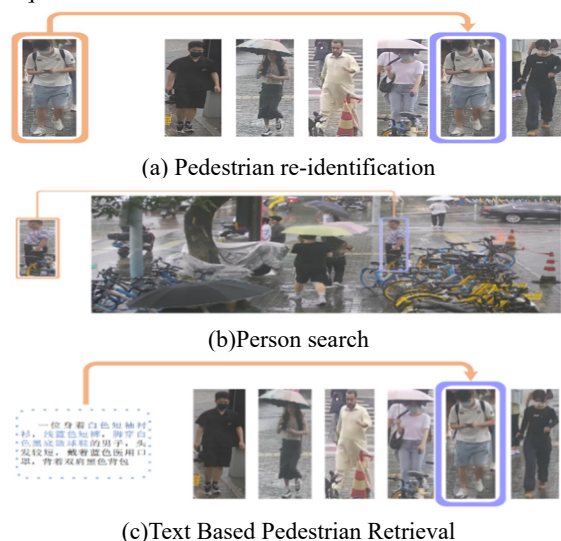 (a) Pedestrian re-identification
(b)Person search
一位身着白色短袖衬
衫，浅蓝色短裤，脚穿白
色黑底篮球鞋的男子，头
发较短，戴着蓝色医用口
罩，背着双肩黑色背包
(c)Text Based Pedestrian Retrieval